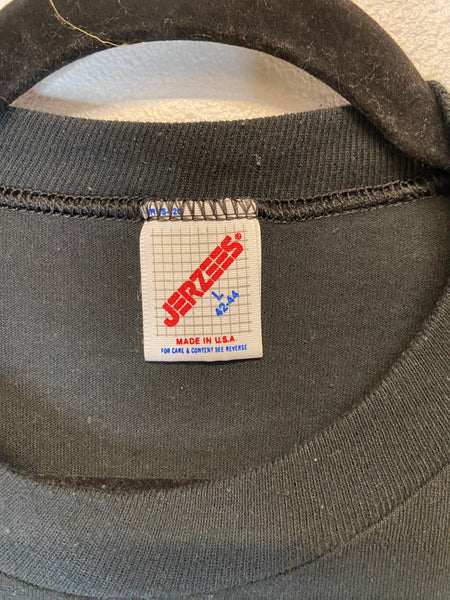 JERZEES®
L
42-44
MADE IN U.S.A.
FOR CARE & CONTENT SEE REVERSE